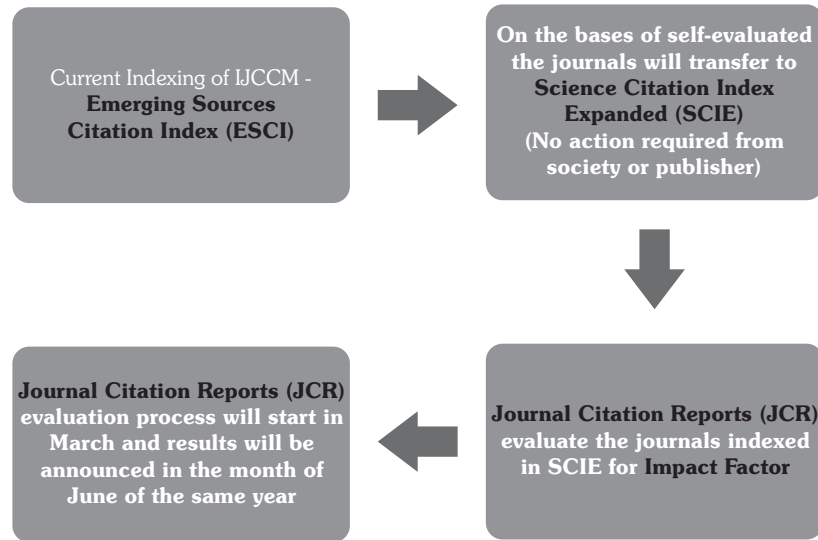 Current Indexing of IJCCM -
Emerging Sources
Citation Index (ESCI)
On the bases of self-evaluated
the journals will transfer to
Science Citation Index
Expanded (SCIE)
(No action required from
society or publisher)
Journal Citation Reports (JCR)
evaluate the journals indexed
in SCIE for Impact Factor
Journal Citation Reports (JCR)
evaluation process will start in
March and results will be
announced in the month of
June of the same year